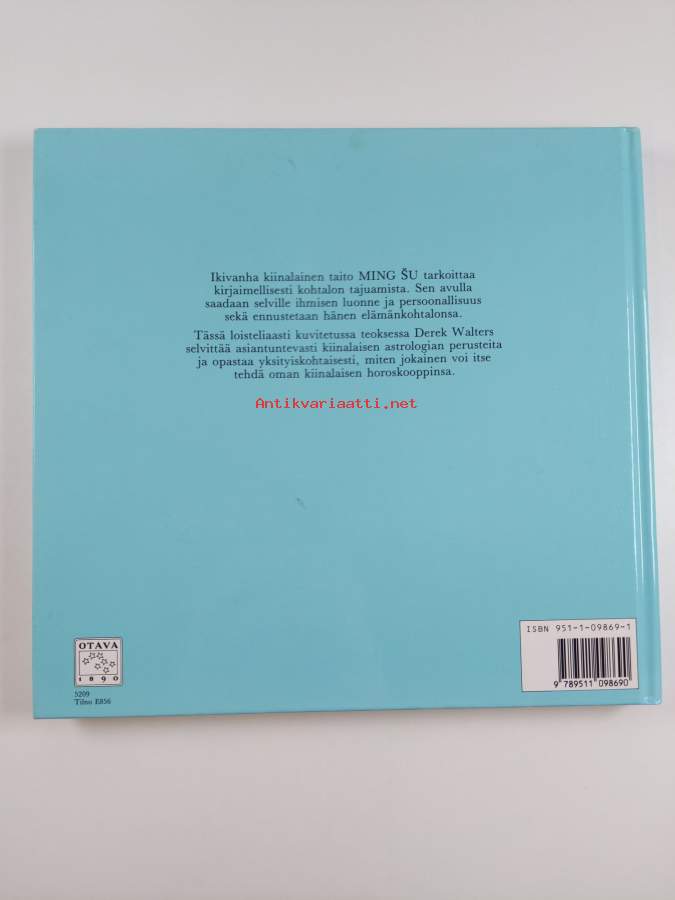 Ikivanha kiinalainen taito MING ŠU tarkoittaa
kirjaimellisesti kohtalon tajuamista. Sen avulla
saadaan selville ihmisen luonne ja persoonallisuus
sekä ennustetaan hänen elämänkohtalonsa.
Tässä loisteliaasti kuvitetussa teoksessa Derek Walters
selvittää asiantuntevasti kiinalaisen astrologian perusteita
ja opastaa yksityiskohtaisesti, miten jokainen voi itse
tehdä oman kiinalaisen horoskooppinsa.
Antikvariaatti.net
ISBN 951-1-09869-1
9 789511 098690
OTAVA
1890
5209
Tilno E856